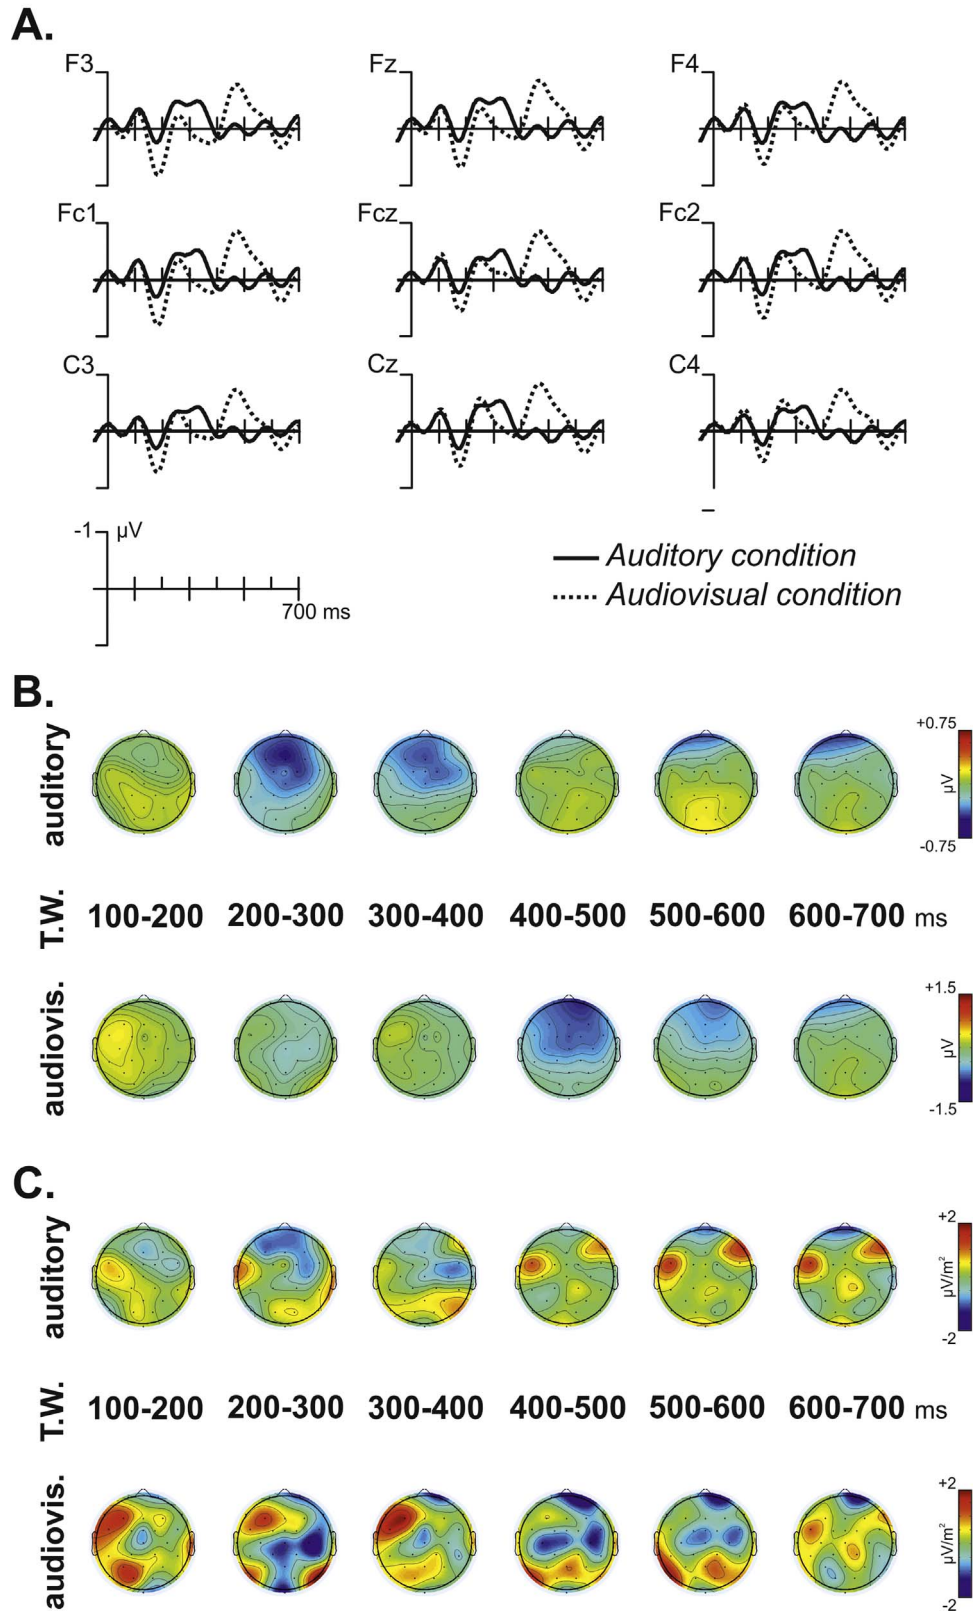 A.
F3 Fz F4
Fc1 Fcz Fc2
C3 Cz C4
-1 µV
700 ms
Auditory condition
Audiovisual condition
B.
auditory
+0.75
µV
-0.75
T.W. 100-200 200-300 300-400 400-500 500-600 600-700 ms
audiovis.
+1.5
µV
-1.5
C.
auditory
+2
µV/m²
-2
T.W. 100-200 200-300 300-400 400-500 500-600 600-700 ms
audiovis.
+2
µV/m²
-2